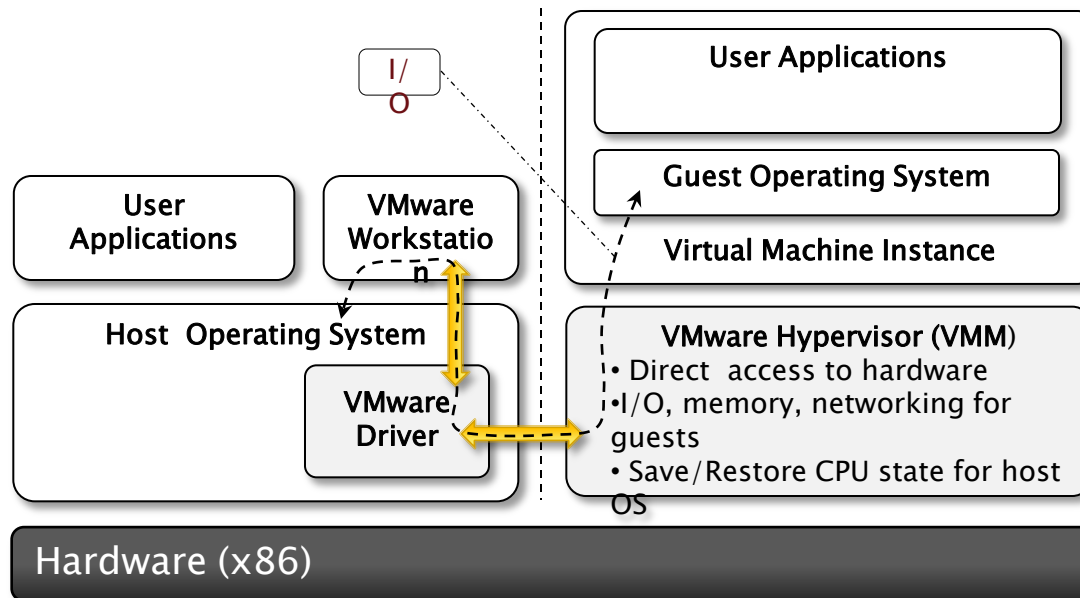 I/
O
User
Applications
VMware
Workstatio
n
Host Operating System
VMware
Driver
User Applications
Guest Operating System
Virtual Machine Instance
VMware Hypervisor (VMM)
• Direct access to hardware
•I/O, memory, networking for
guests
• Save/Restore CPU state for host
OS
Hardware (x86)